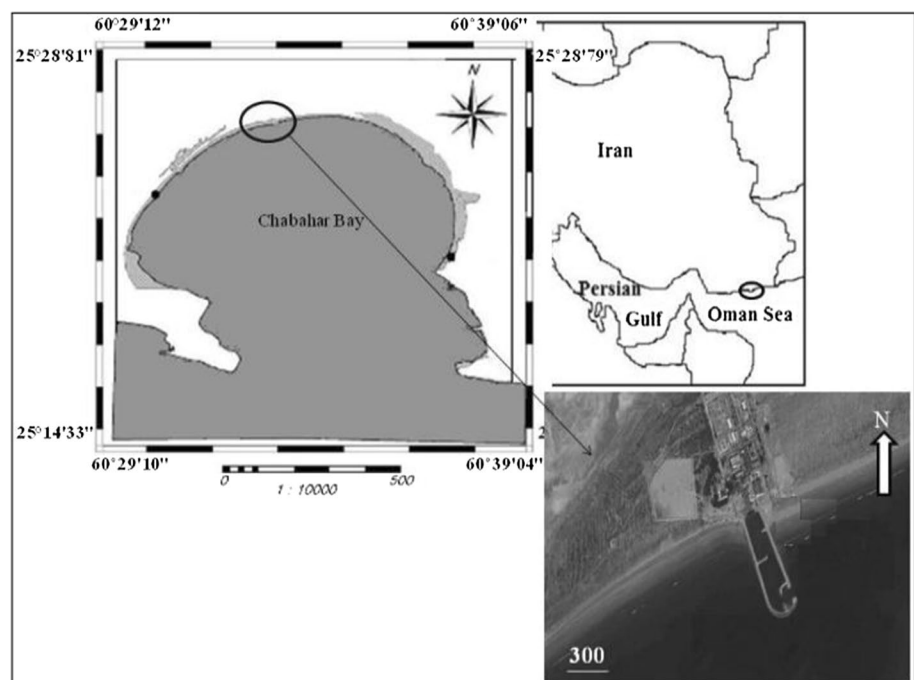 60°29'12"
60°39'06"
25°28'81"
25°28'79"
N
Iran
Chabahar Bay
Persian
Gulf
Oman Sea
25°14'33"
2
60°29'10"
60°39'04"
0
500
1 : 10000
N
300